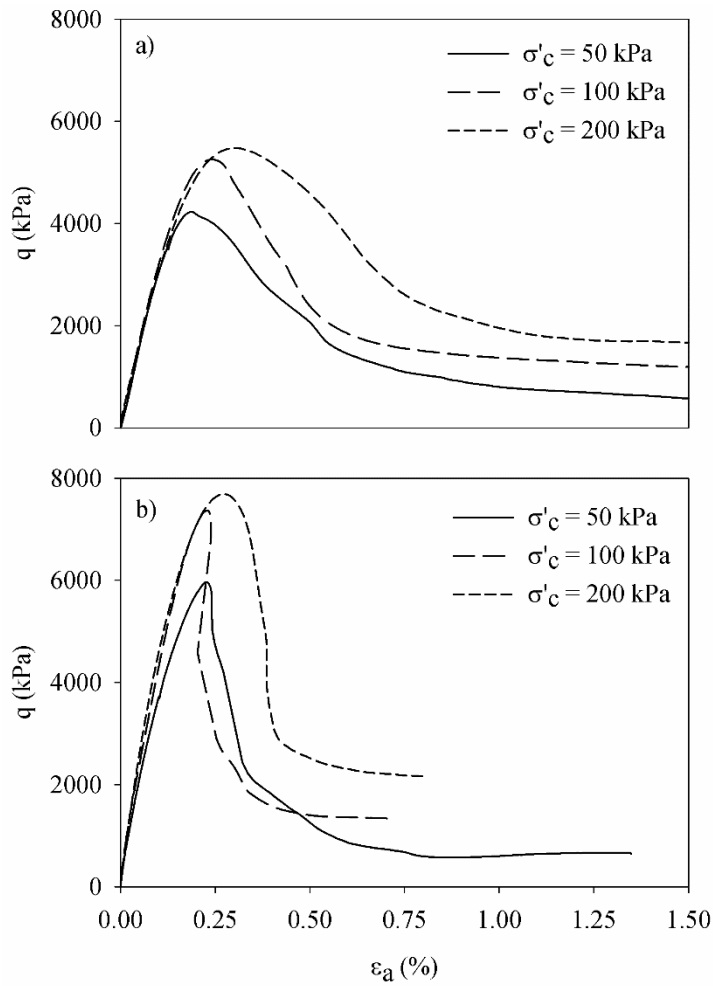 8000
a)
σ'c = 50 kPa
σ'c = 100 kPa
σ'c = 200 kPa
6000
q (kPa)
4000
2000
0
8000
b)
σ'c = 50 kPa
σ'c = 100 kPa
σ'c = 200 kPa
6000
q (kPa)
4000
2000
0
0.00 0.25 0.50 0.75 1.00 1.25 1.50
εa (%)